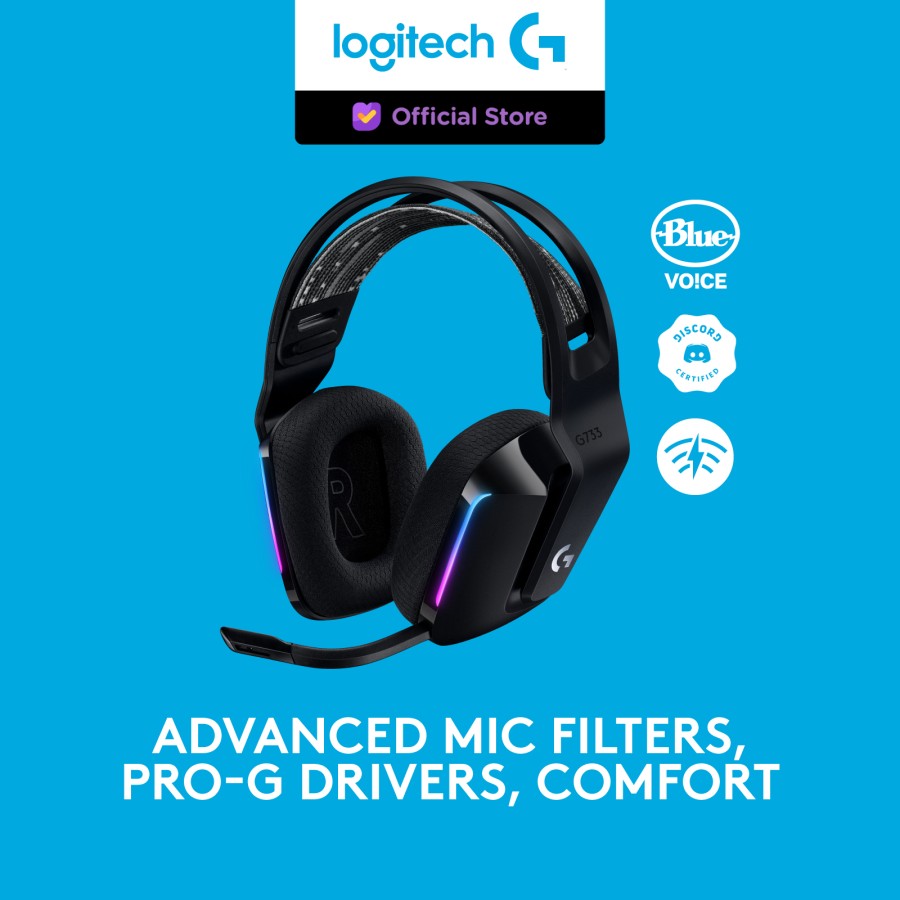 logitech G
Official Store
Blue
VO!CE
DISCORD
CERTIFIED
G733
R
G
ADVANCED MIC FILTERS,
PRO-G DRIVERS, COMFORT